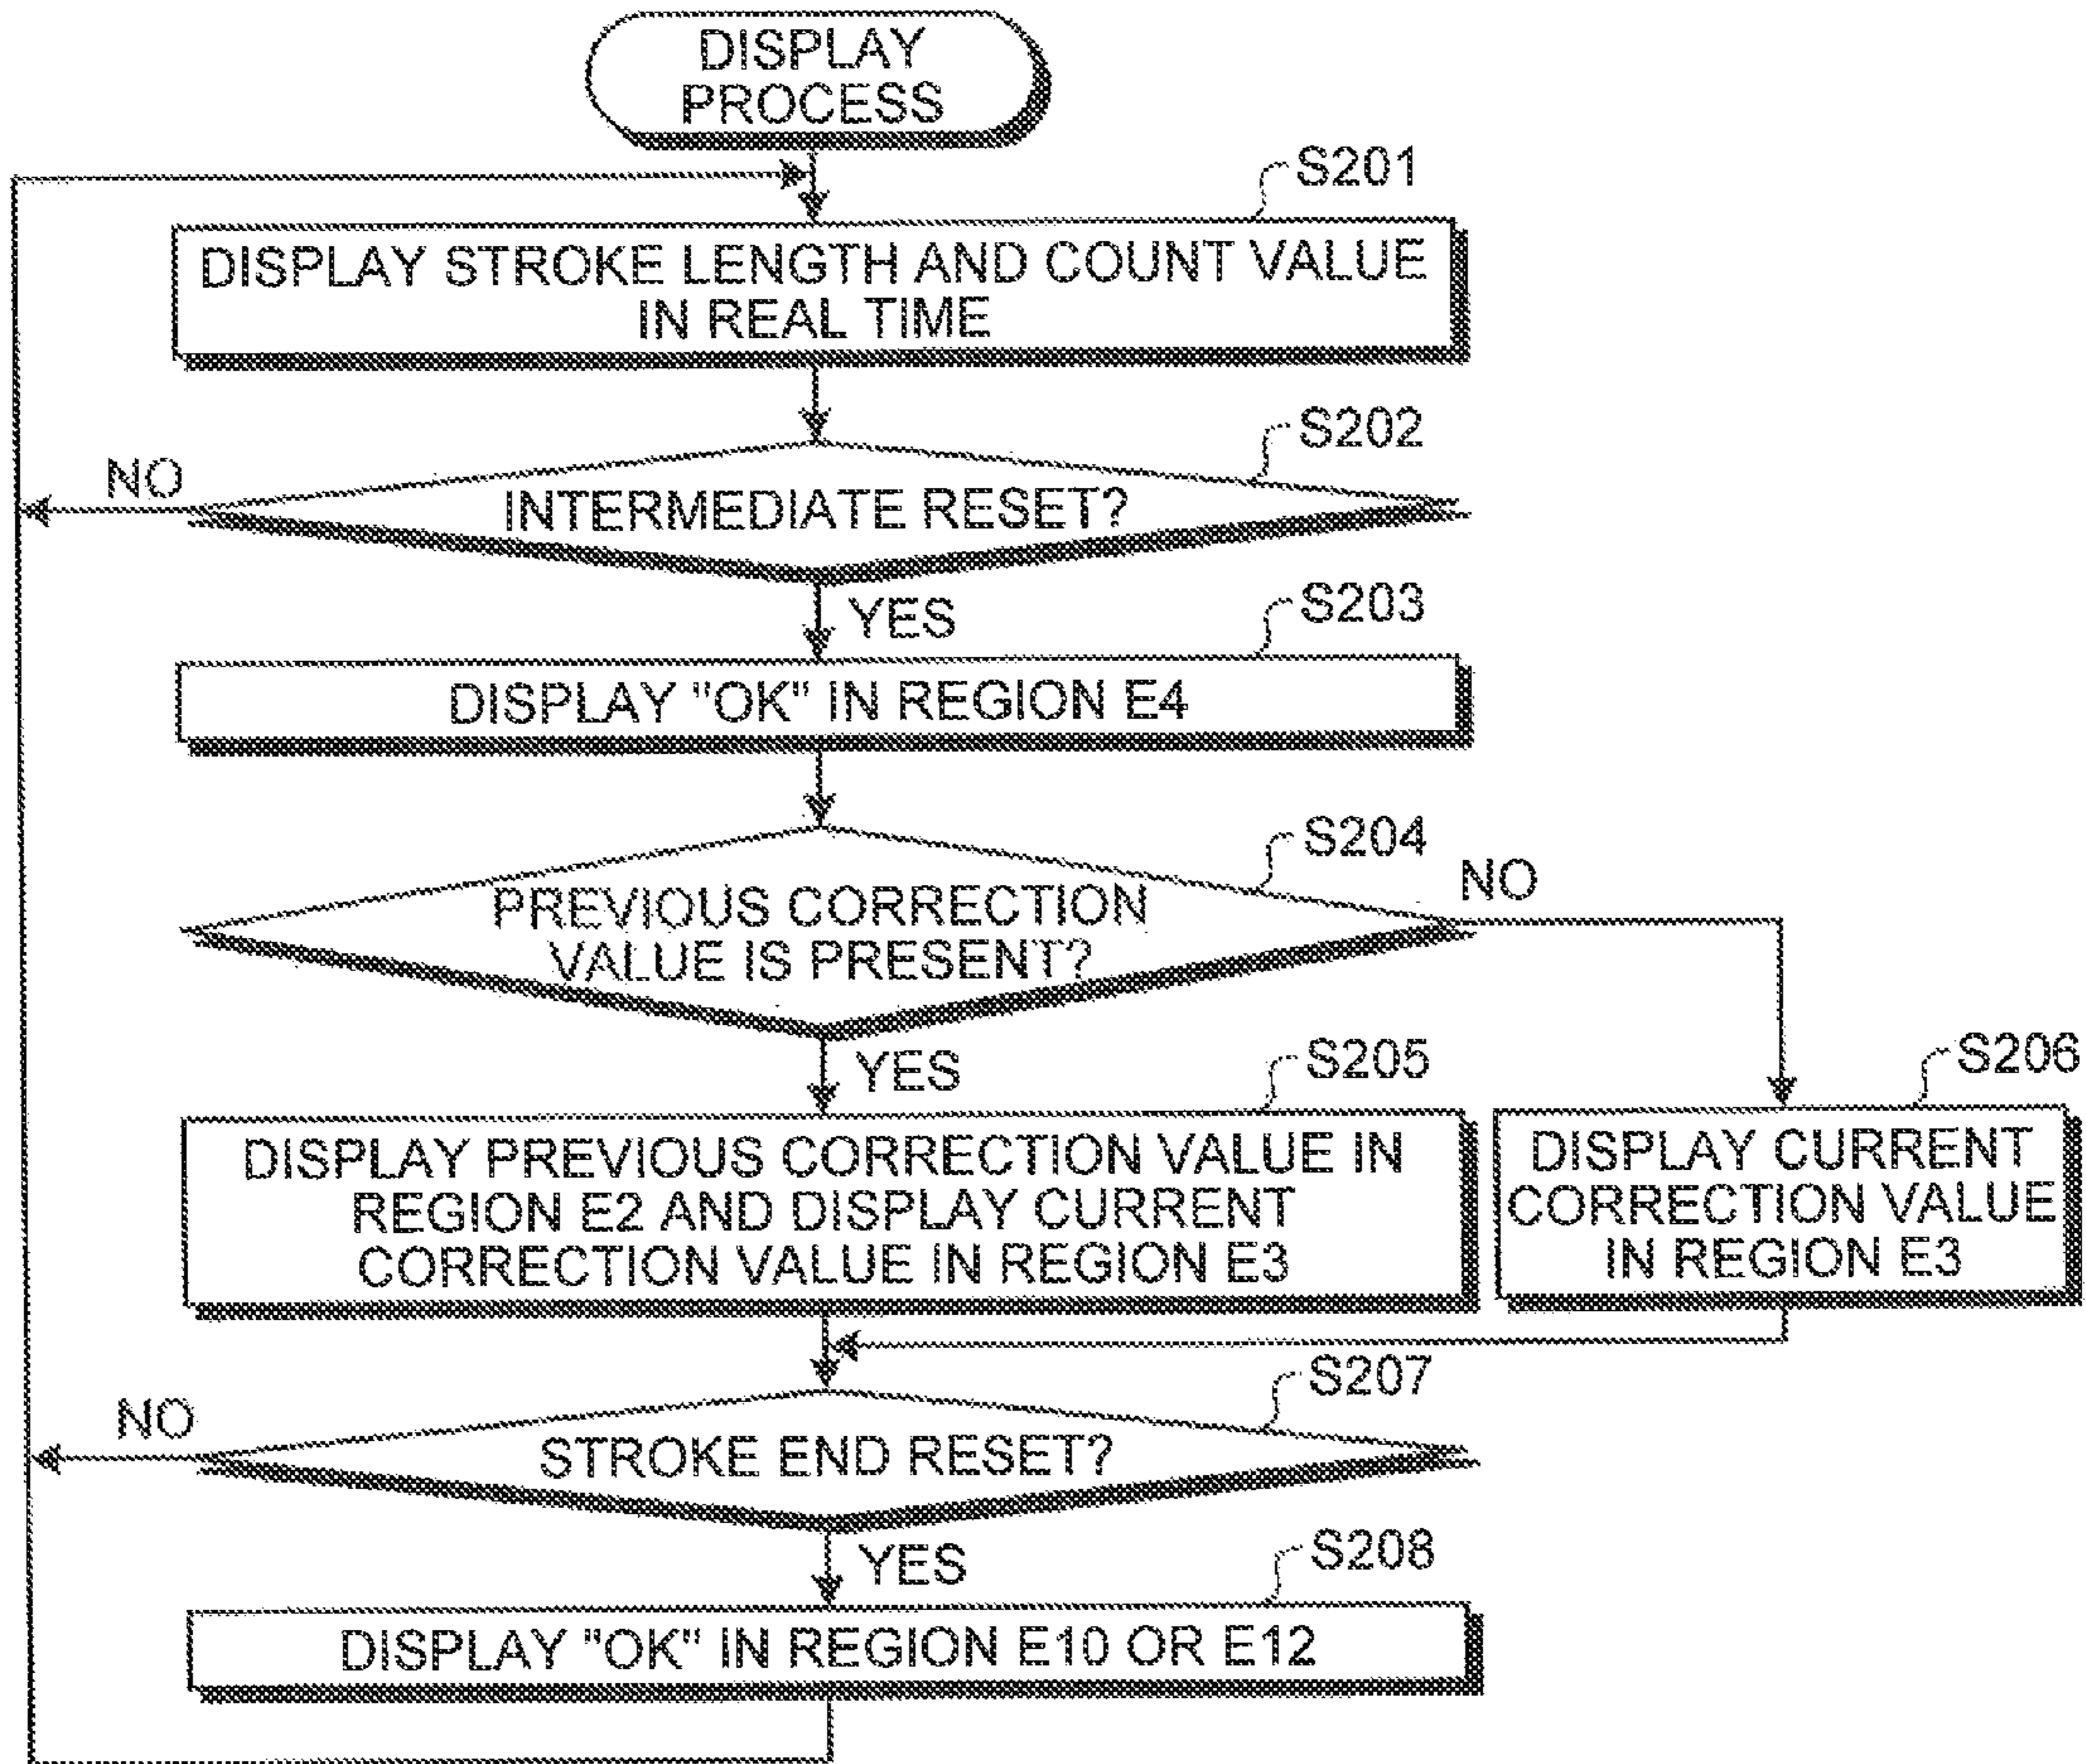 DISPLAY
PROCESS
S201
DISPLAY STROKE LENGTH AND COUNT VALUE
IN REAL TIME
S202
NO
INTERMEDIATE RESET?
YES
S203
DISPLAY "OK" IN REGION E4
S204
NO
PREVIOUS CORRECTION
VALUE IS PRESENT?
YES
S205
S206
DISPLAY PREVIOUS CORRECTION VALUE IN
REGION E2 AND DISPLAY CURRENT
CORRECTION VALUE IN REGION E3
DISPLAY CURRENT
CORRECTION VALUE
IN REGION E3
S207
NO
STROKE END RESET?
YES
S208
DISPLAY "OK" IN REGION E10 OR E12